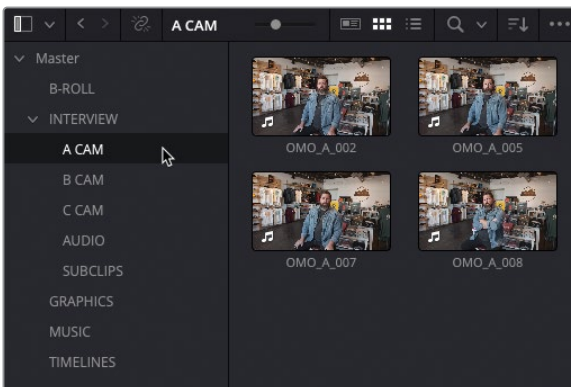 A CAM
Master
B-ROLL
INTERVIEW
A CAM
B CAM
C CAM
AUDIO
SUBCLIPS
GRAPHICS
MUSIC
TIMELINES
OMO_A_002
OMO_A_005
OMO_A_007
OMO_A_008